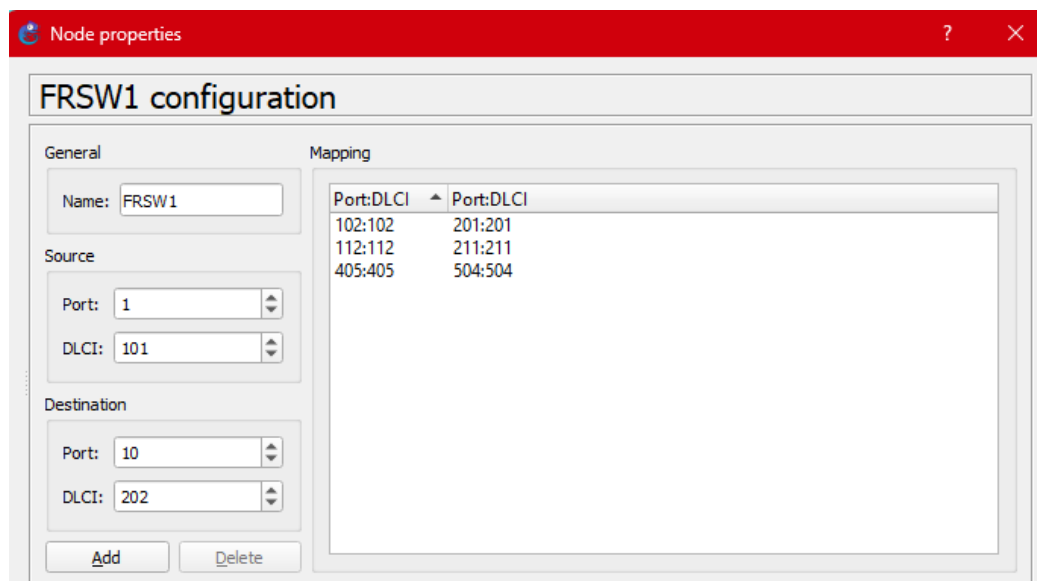 Node properties ?
FRSW1 configuration
General
Name: FRSW1
Source
Port: 1
DLCI: 101
Destination
Port: 10
DLCI: 202
Add Delete
Mapping
Port:DLCI Port:DLCI
102:102 201:201
112:112 211:211
405:405 504:504